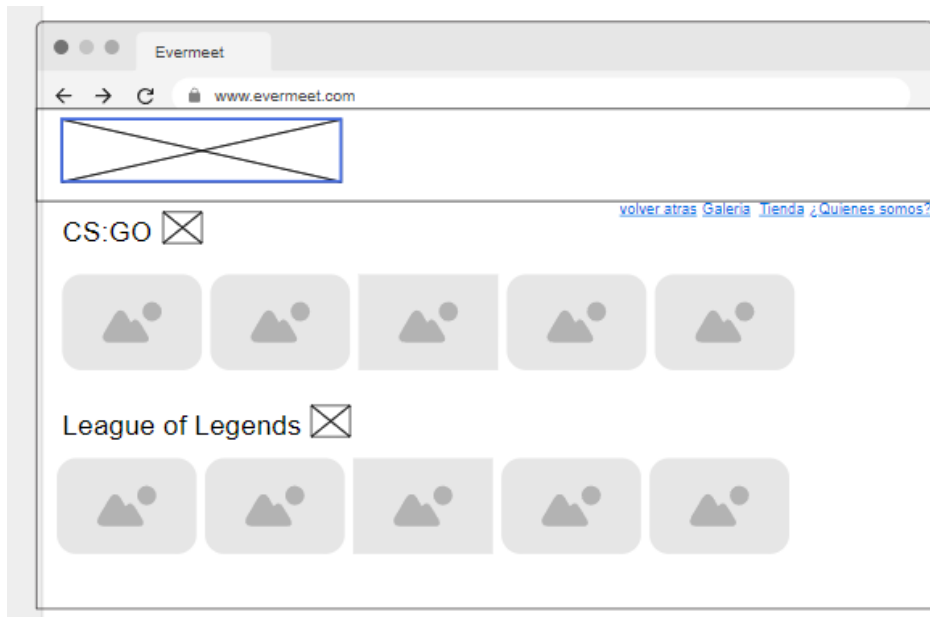 Evermeet
www.evermeet.com
volver atras Galeria Tienda ¿Quienes somos?
CS:GO
League of Legends